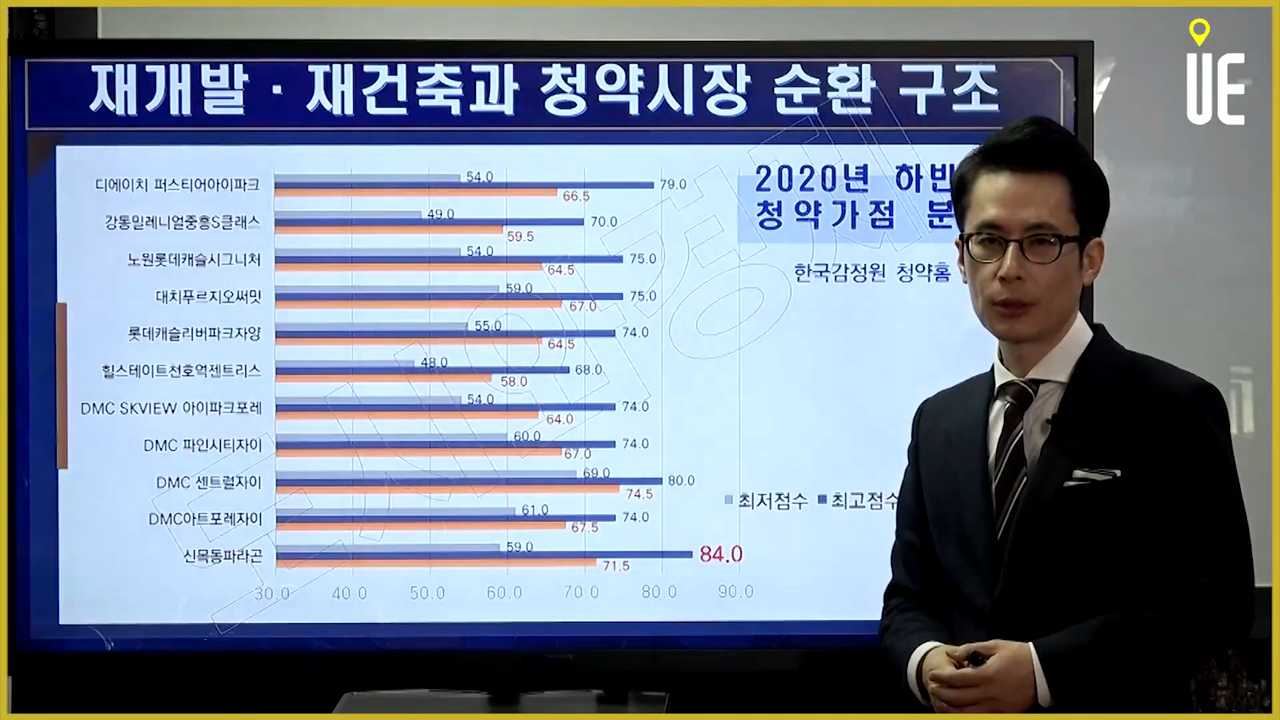 UE
재개발 · 재건축과 청약시장 순환 구조
2020년 하반
청약가점 분
한국감정원 청약홈
디에이치 퍼스티어아이파크 54.0 79.0 66.5
강동밀레니얼중흥S클래스 49.0 70.0 59.5
노원롯데캐슬시그니처 54.0 75.0 64.5
대치푸르지오써밋 59.0 75.0 67.0
롯데캐슬리버파크자양 55.0 74.0 64.5
힐스테이트천호역젠트리스 48.0 68.0 58.0
DMC SKVIEW 아이파크포레 54.0 74.0 64.0
DMC 파인시티자이 60.0 74.0 67.0
DMC 센트럴자이 69.0 80.0 74.5
DMC아트포레자이 61.0 74.0 67.5
신목동파라곤 59.0 84.0 71.5
최저점수 최고점수
30.0 40.0 50.0 60.0 70.0 80.0 90.0
도시와경제